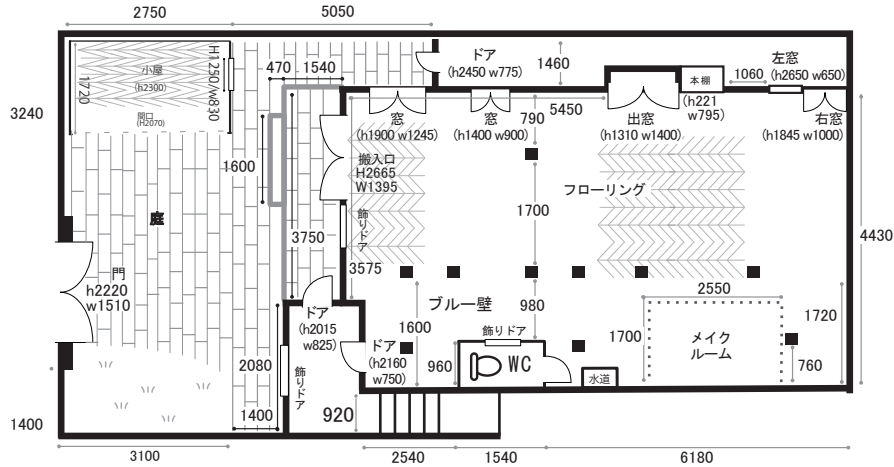 2750
5050
小屋
(h2300)
間口
(H2070)
1720
H1250/w830
470
1540
ドア
(h2450 w775)
1460
本棚
(h221
w795)
1060
左窓
(h2650 w650)
3240
窓
(h1900 w1245)
窓
(h1400 w900)
790
5450
出窓
(h1310 w1400)
右窓
(h1845 w1000)
1600
搬入口
H2665
W1395
フローリング
庭
飾りドア
1700
3750
4430
3575
門
h2220
w1510
ブルー壁
980
2550
1720
ドア
(h2015
w825)
1600
飾りドア
1700
メイク
ルーム
ドア
(h2160
w750)
960
WC
760
2080
飾りドア
水道
1400
1400
920
3100
2540
1540
6180